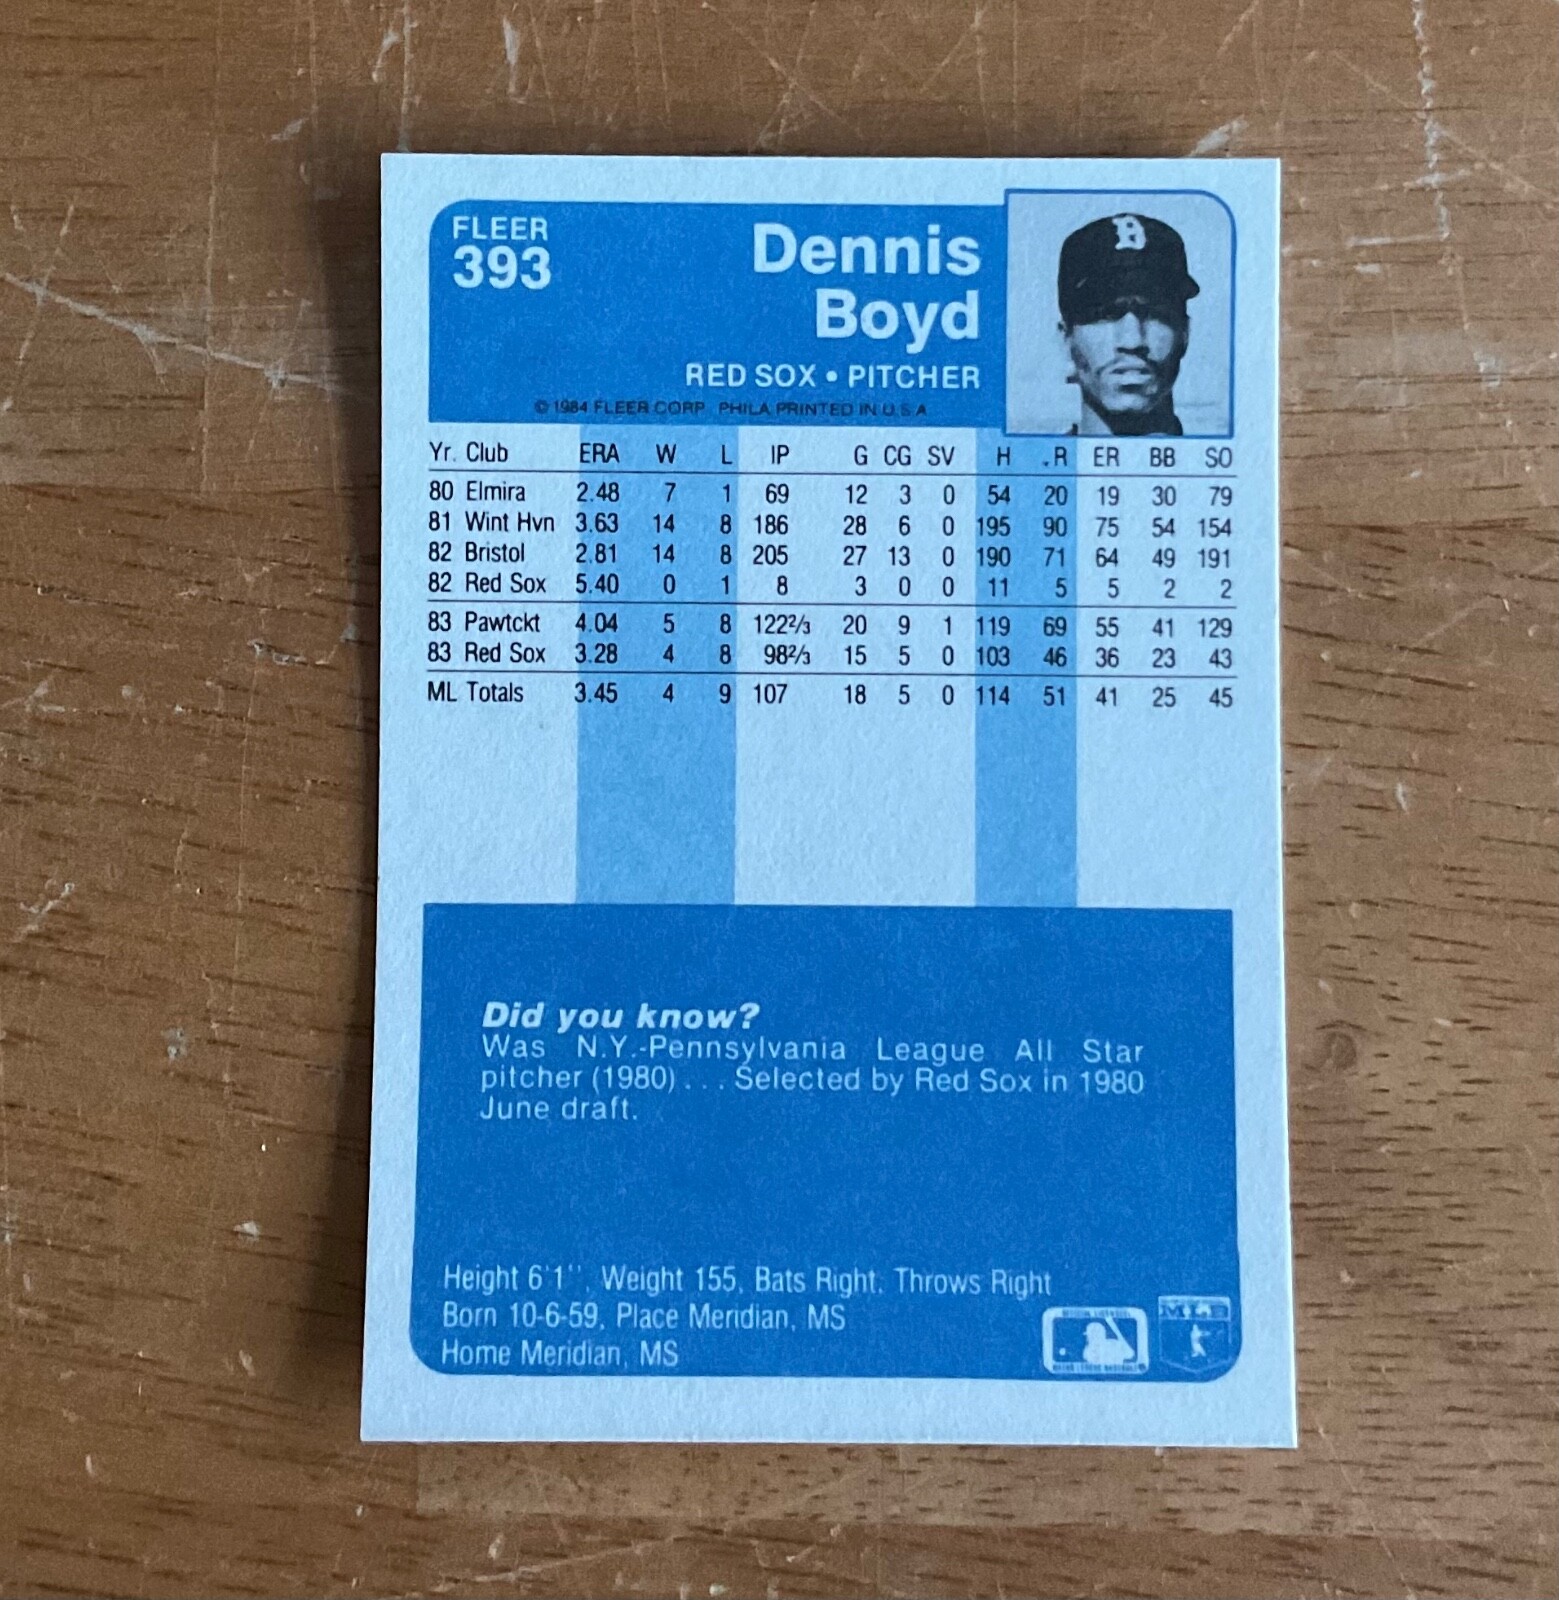 FLEER
393
Dennis
Boyd
RED SOX • PITCHER
© 1984 FLEER CORP. PHILA. PRINTED IN U.S.A.
B
Yr. Club ERA W L IP G CG SV H .R ER BB SO
80 Elmira 2.48 7 1 69 12 3 0 54 20 19 30 79
81 Wint Hvn 3.63 14 8 186 28 6 0 195 90 75 54 154
82 Bristol 2.81 14 8 205 27 13 0 190 71 64 49 191
82 Red Sox 5.40 0 1 8 3 0 0 11 5 5 2 2
83 Pawtckt 4.04 5 8 122⅔ 20 9 1 119 69 55 41 129
83 Red Sox 3.28 4 8 98⅔ 15 5 0 103 46 36 23 43
ML Totals 3.45 4 9 107 18 5 0 114 51 41 25 45
Did you know?
Was N.Y.-Pennsylvania League All Star
pitcher (1980) . . . Selected by Red Sox in 1980
June draft.
Height 6'1", Weight 155, Bats Right, Throws Right
Born 10-6-59, Place Meridian, MS
Home Meridian, MS